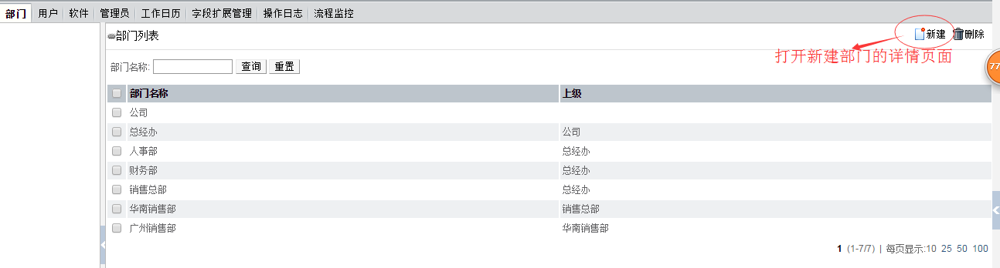 部门 用户 软件 管理员 工作日历 字段扩展管理 操作日志 流程监控
部门列表 新建 删除
打开新建部门的详情页面
部门名称: 查询 重置
77
部门名称 上级
公司
总经办 公司
人事部 总经办
财务部 总经办
销售总部 总经办
华南销售部 销售总部
广州销售部 华南销售部
1 (1-7/7) | 每页显示:10 25 50 100